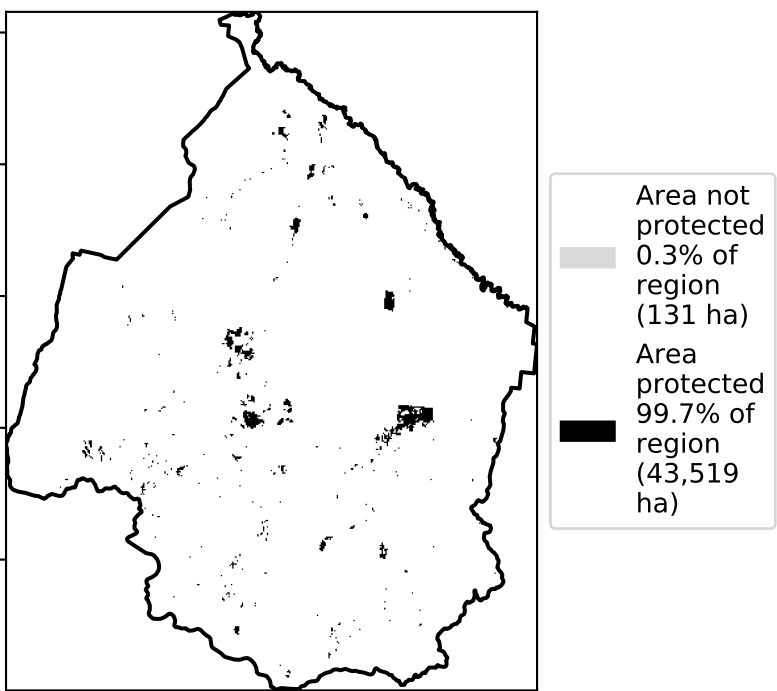 Area not
protected
0.3% of
region
(131 ha)
Area
protected
99.7% of
region
(43,519
ha)